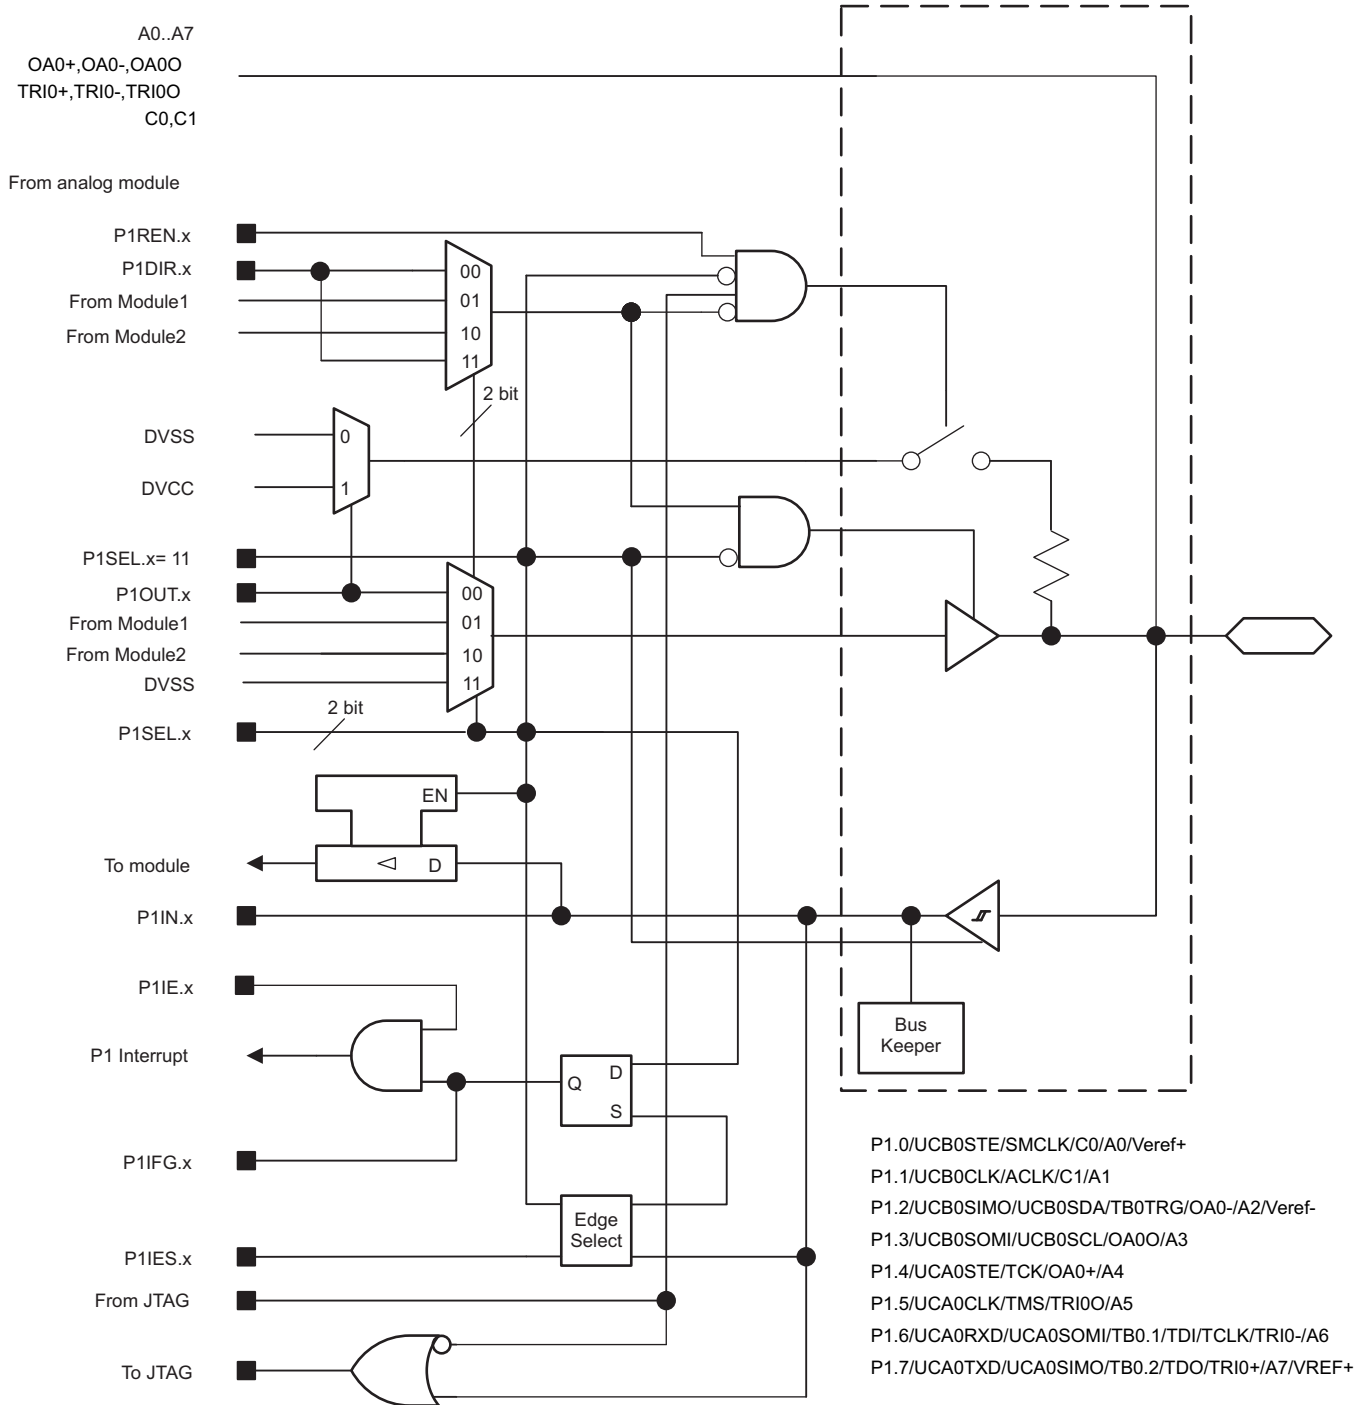 A0..A7
OA0+,OA0-,OA0O
TRI0+,TRI0-,TRI0O
C0,C1
From analog module
P1REN.x
P1DIR.x
00
From Module1
01
From Module2
10
11
2 bit
DVSS
0
DVCC
1
P1SEL.x= 11
P1OUT.x
00
From Module1
01
From Module2
10
DVSS
11
2 bit
P1SEL.x
EN
To module
D
P1IN.x
P1IE.x
Bus
Keeper
P1 Interrupt
Q
D
S
P1IFG.x
Edge
Select
P1IES.x
From JTAG
To JTAG
P1.0/UCB0STE/SMCLK/C0/A0/Veref+
P1.1/UCB0CLK/ACLK/C1/A1
P1.2/UCB0SIMO/UCB0SDA/TB0TRG/OA0-/A2/Veref-
P1.3/UCB0SOMI/UCB0SCL/OA0O/A3
P1.4/UCA0STE/TCK/OA0+/A4
P1.5/UCA0CLK/TMS/TRI0O/A5
P1.6/UCA0RXD/UCA0SOMI/TB0.1/TDI/TCLK/TRI0-/A6
P1.7/UCA0TXD/UCA0SIMO/TB0.2/TDO/TRI0+/A7/VREF+